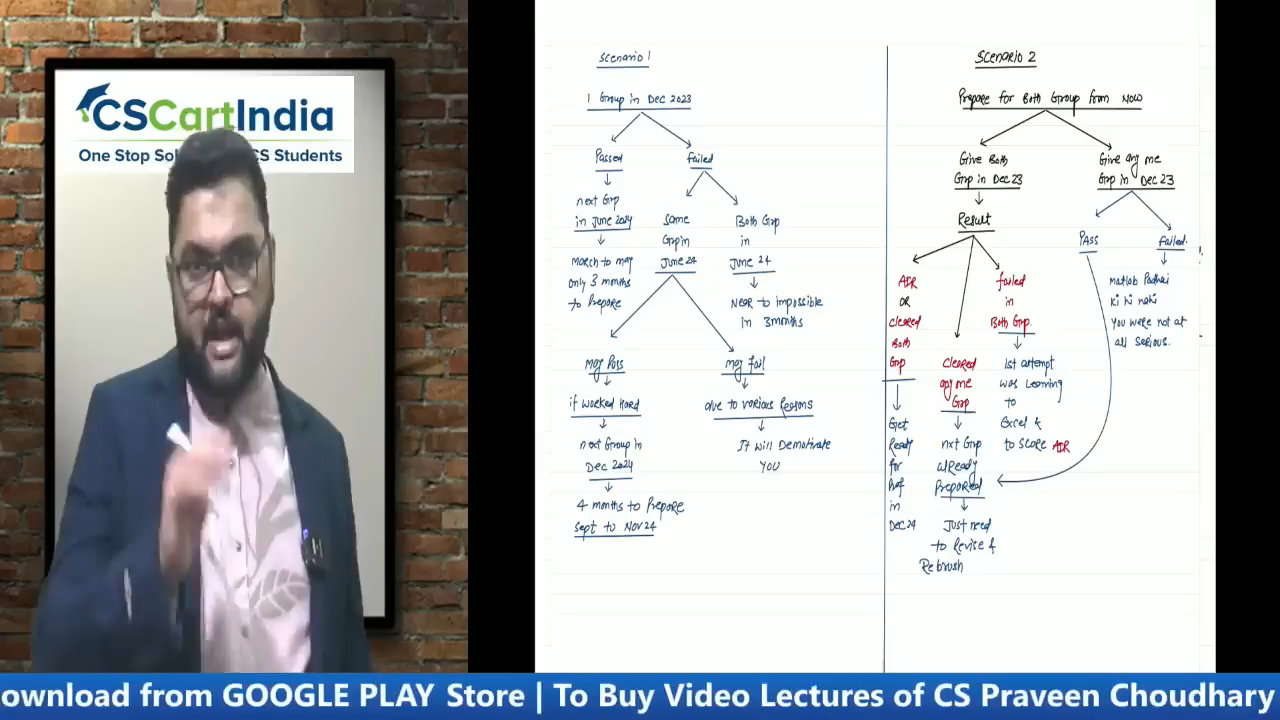 CSCartIndia
One Stop Sol
CS Students
Scenario 1
1 Group in Dec 2023
Passed
failed
next Grp
in June 2024
March to may
only 3 months
to Prepare
same
Grp in
June 24
Both Grp
in
June 24
Near to impossible
in 3 months
may Pass
if worked Hard
next Group in
Dec 2024
4 months to Prepare
Sept to Nov 24
may fail
due to various Reasons
It will Demotivate
you
Scenario 2
Prepare for Both Group from NOW
Give Both
Grp in Dec 23
Result
AIR
OR
cleared
Both
Grp
Get
Ready
for
Prof
in
Dec 24
cleared
any one
Grp
nxt Grp
already
Prepared
Just need
to Revise &
Rebrush
failed
in
Both Grp.
1st attempt
was Learning
to
Excel &
to score AIR
Give any one
Grp in Dec 23
PASS
failed.
matlab Padhai
ki hi nahi
You were not at
all serious.
ownload from GOOGLE PLAY Store | To Buy Video Lectures of CS Praveen Choudhary